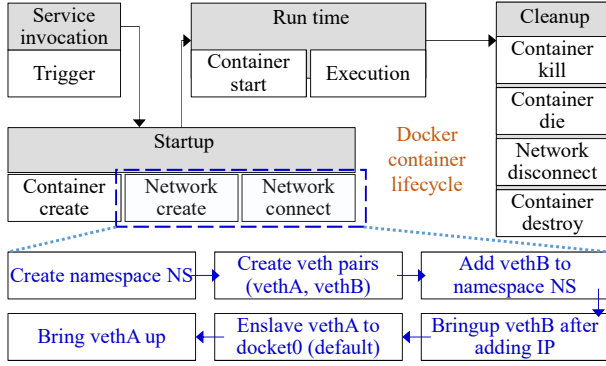 Service
invocation
Trigger
Run time
Container
start
Execution
Cleanup
Container
kill
Container
die
Network
disconnect
Container
destroy
Startup
Container
create
Network
create
Network
connect
Docker
container
lifecycle
Create namespace NS
Create veth pairs
(vethA, vethB)
Add vethB to
namespace NS
Bring vethA up
Enslave vethA to
docket0 (default)
Bringup vethB after
adding IP